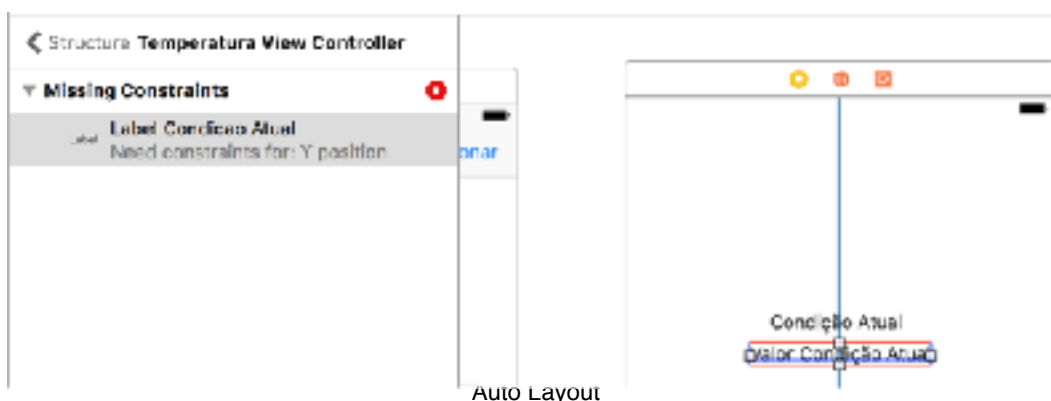 Structure Temperatura View Controller
Missing Constraints
Label Label Condicao Atual
Need constraints for: Y position
onar
Condição Atual
Valor Condição Atual
Auto Layout